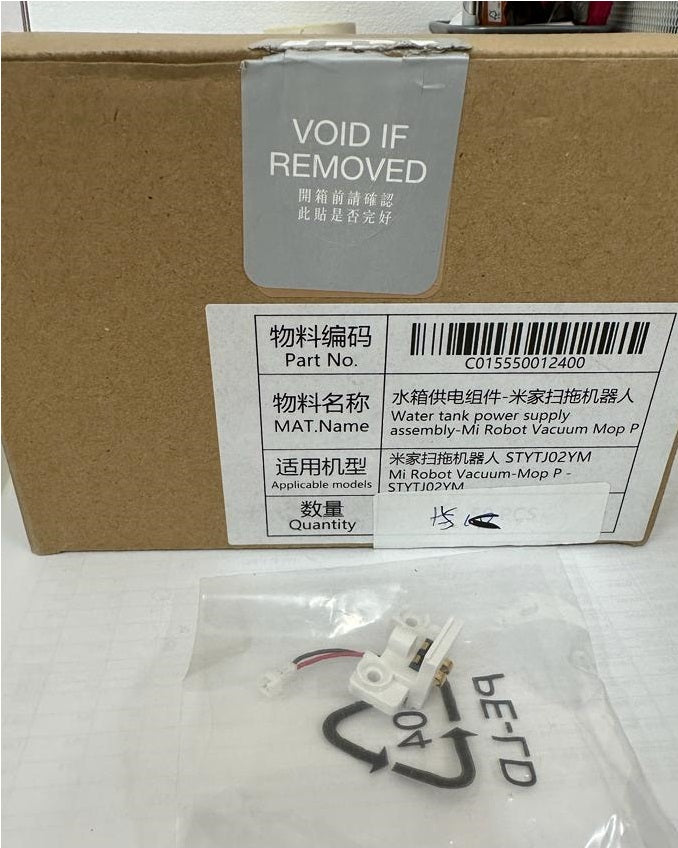 VOID IF
REMOVED
開箱前請確認
此貼是否完好
物料编码
Part No.
C015550012400
物料名称
MAT.Name
水箱供电组件-米家扫拖机器人
Water tank power supply
assembly-Mi Robot Vacuum Mop P
适用机型
Applicable models
米家扫拖机器人 STYTJ02YM
Mi Robot Vacuum-Mop P -
STYTJ02YM
数量
Quantity
PCS
40
PE-LD